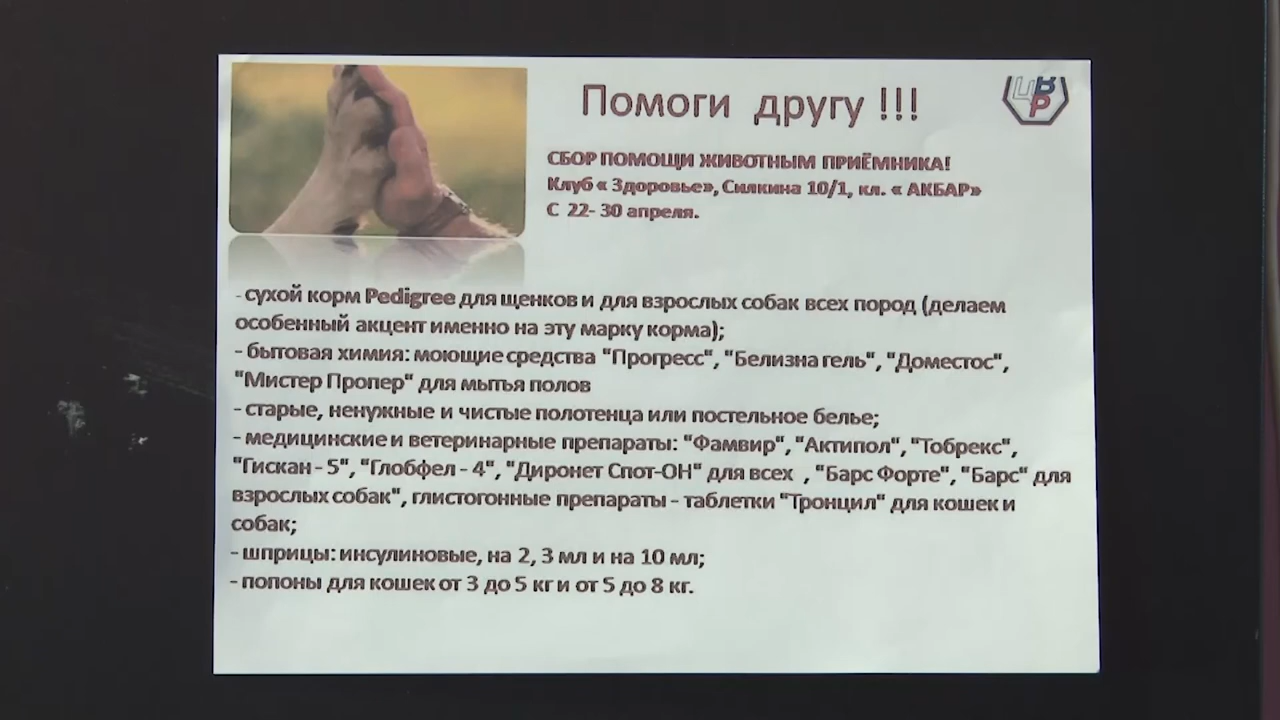 Помоги другу !!!
ЦВР
СБОР ПОМОЩИ ЖИВОТНЫМ ПРИЁМНИКА!
Клуб « Здоровье», Силкина 10/1, кл. « АКБАР»
С 22- 30 апреля.
- сухой корм Pedigree для щенков и для взрослых собак всех пород (делаем
особенный акцент именно на эту марку корма);
- бытовая химия: моющие средства "Прогресс", "Белизна гель", "Доместос",
"Мистер Пропер" для мытья полов
- старые, ненужные и чистые полотенца или постельное белье;
- медицинские и ветеринарные препараты: "Фамвир", "Актипол", "Тобрекс",
"Гискан - 5", "Глобфел - 4", "Диронет Спот-ОН" для всех , "Барс Форте", "Барс" для
взрослых собак", глистогонные препараты - таблетки "Тронцил" для кошек и
собак;
- шприцы: инсулиновые, на 2, 3 мл и на 10 мл;
- попоны для кошек от 3 до 5 кг и от 5 до 8 кг.